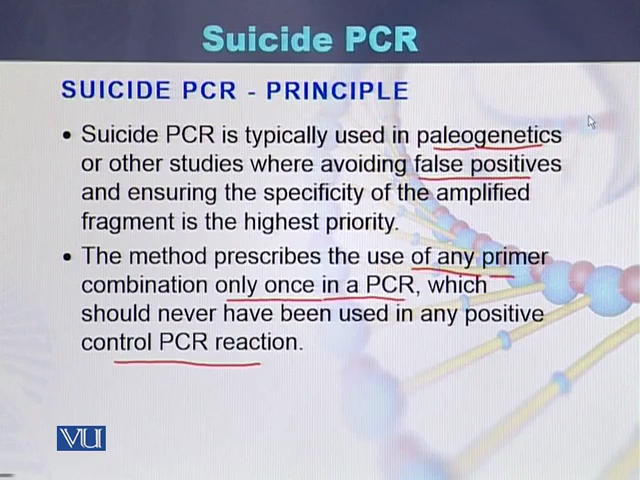 Suicide PCR
SUICIDE PCR - PRINCIPLE
• Suicide PCR is typically used in paleogenetics
or other studies where avoiding false positives
and ensuring the specificity of the amplified
fragment is the highest priority.
• The method prescribes the use of any primer
combination only once in a PCR, which
should never have been used in any positive
control PCR reaction.
VU